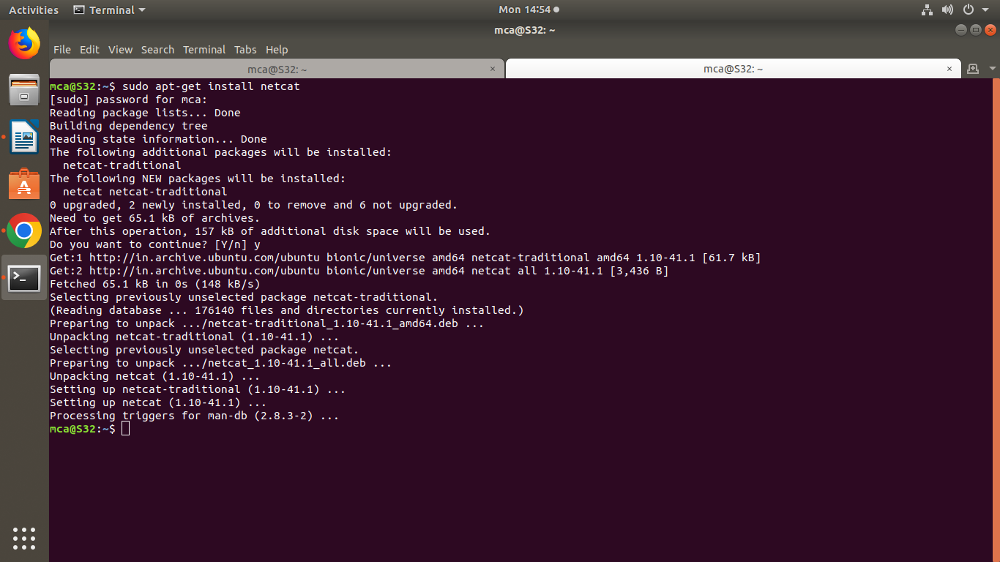 Activities Terminal Mon 14:54
mca@S32: ~
File Edit View Search Terminal Tabs Help
mca@S32: ~ × mca@S32: ~ ×
mca@S32:~$ sudo apt-get install netcat
[sudo] password for mca:
Reading package lists... Done
Building dependency tree
Reading state information... Done
The following additional packages will be installed:
  netcat-traditional
The following NEW packages will be installed:
  netcat netcat-traditional
0 upgraded, 2 newly installed, 0 to remove and 6 not upgraded.
Need to get 65.1 kB of archives.
After this operation, 157 kB of additional disk space will be used.
Do you want to continue? [Y/n] y
Get:1 http://in.archive.ubuntu.com/ubuntu bionic/universe amd64 netcat-traditional amd64 1.10-41.1 [61.7 kB]
Get:2 http://in.archive.ubuntu.com/ubuntu bionic/universe amd64 netcat all 1.10-41.1 [3,436 B]
Fetched 65.1 kB in 0s (148 kB/s)
Selecting previously unselected package netcat-traditional.
(Reading database ... 176140 files and directories currently installed.)
Preparing to unpack .../netcat-traditional_1.10-41.1_amd64.deb ...
Unpacking netcat-traditional (1.10-41.1) ...
Selecting previously unselected package netcat.
Preparing to unpack .../netcat_1.10-41.1_all.deb ...
Unpacking netcat (1.10-41.1) ...
Setting up netcat-traditional (1.10-41.1) ...
Setting up netcat (1.10-41.1) ...
Processing triggers for man-db (2.8.3-2) ...
mca@S32:~$